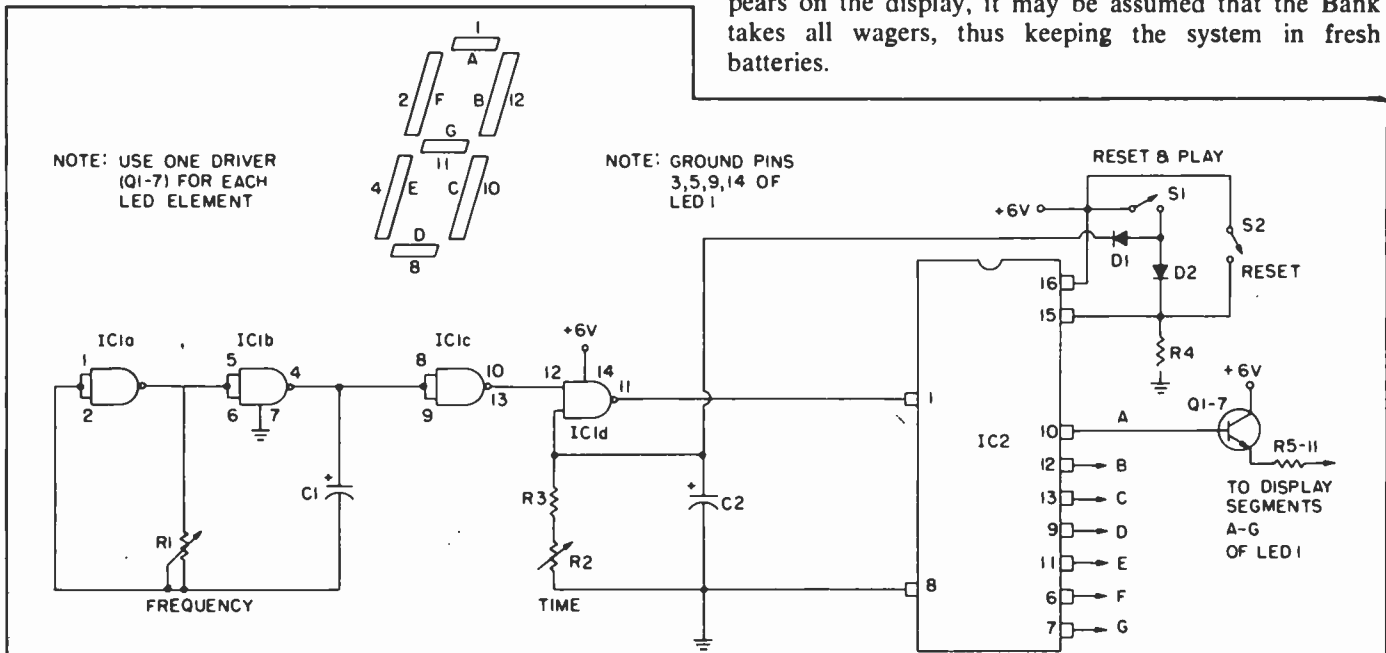 pears on the display, it may be assumed that the Bank
takes all wagers, thus keeping the system in fresh
batteries.
1
A
2
F
B
12
G
11
4
E
C
10
D
8
NOTE: USE ONE DRIVER
(Q1-7) FOR EACH
LED ELEMENT
NOTE: GROUND PINS
3,5,9,14 OF
LED 1
RESET & PLAY
+6V
S1
S2
D1
D2
RESET
16
15
R4
IC1a
1
2
IC1b
5
6
4
7
IC1c
8
9
10
13
+6V
12
14
11
IC1d
1
IC2
8
C1
+
R1
FREQUENCY
R3
R2
TIME
+
C2
+6V
Q1-7
10
A
R5-11
12
B
13
C
9
D
11
E
6
F
7
G
TO DISPLAY
SEGMENTS
A-G
OF LED 1